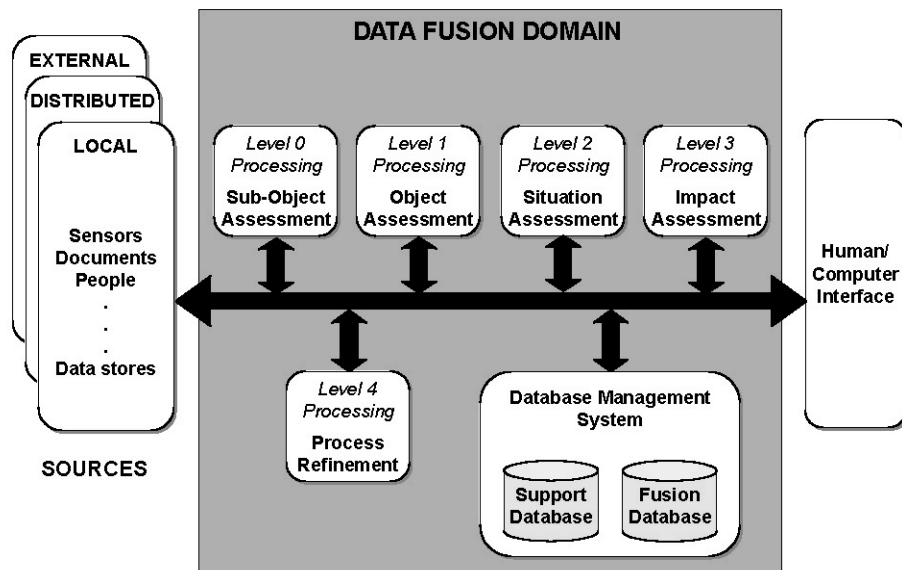 DATA FUSION DOMAIN
EXTERNAL
DISTRIBUTED
LOCAL
Sensors
Documents
People
.
.
.
Data stores
SOURCES
Level 0
Processing
Sub-Object
Assessment
Level 1
Processing
Object
Assessment
Level 2
Processing
Situation
Assessment
Level 3
Processing
Impact
Assessment
Human/
Computer
Interface
Level 4
Processing
Process
Refinement
Database Management
System
Support
Database
Fusion
Database